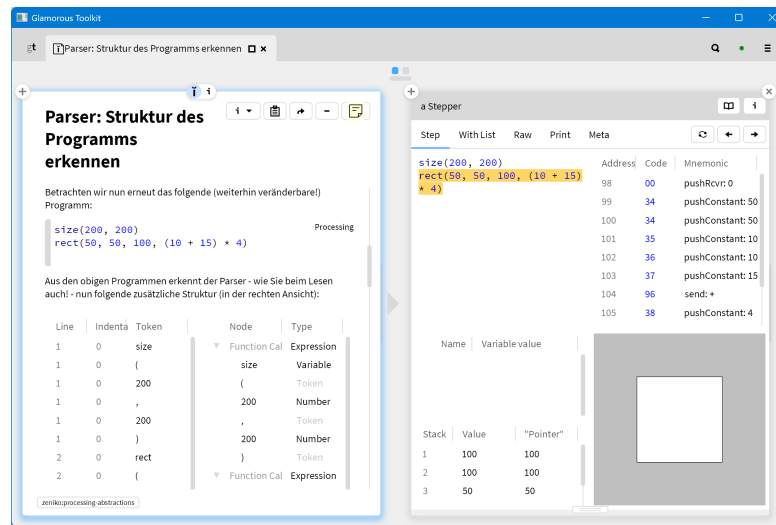 Glamorous Toolkit
gt
Parser: Struktur des Programms erkennen
Parser: Struktur des
Programms
erkennen
Betrachten wir nun erneut das folgende (weiterhin veränderbare!)
Programm:
size(200, 200)
Processing
rect(50, 50, 100, (10 + 15) * 4)
Aus den obigen Programmen erkennt der Parser - wie Sie beim Lesen
auch! - nun folgende zusätzliche Struktur (in der rechten Ansicht):
Line Indenta Token
1 0 size
1 0 (
1 0 200
1 0 ,
1 0 200
1 0 )
2 0 rect
2 0 (
Node Type
Function Cal Expression
size Variable
( Token
200 Number
, Token
200 Number
) Token
Function Cal Expression
zeniko:processing-abstractions
a Stepper
Step With List Raw Print Meta
size(200, 200)
rect(50, 50, 100, (10 + 15)
* 4)
Address Code Mnemonic
98 00 pushRcvr: 0
99 34 pushConstant: 50
100 34 pushConstant: 50
101 35 pushConstant: 10
102 36 pushConstant: 10
103 37 pushConstant: 15
104 96 send: +
105 38 pushConstant: 4
Name Variable value
Stack Value "Pointer"
1 100 100
2 100 100
3 50 50